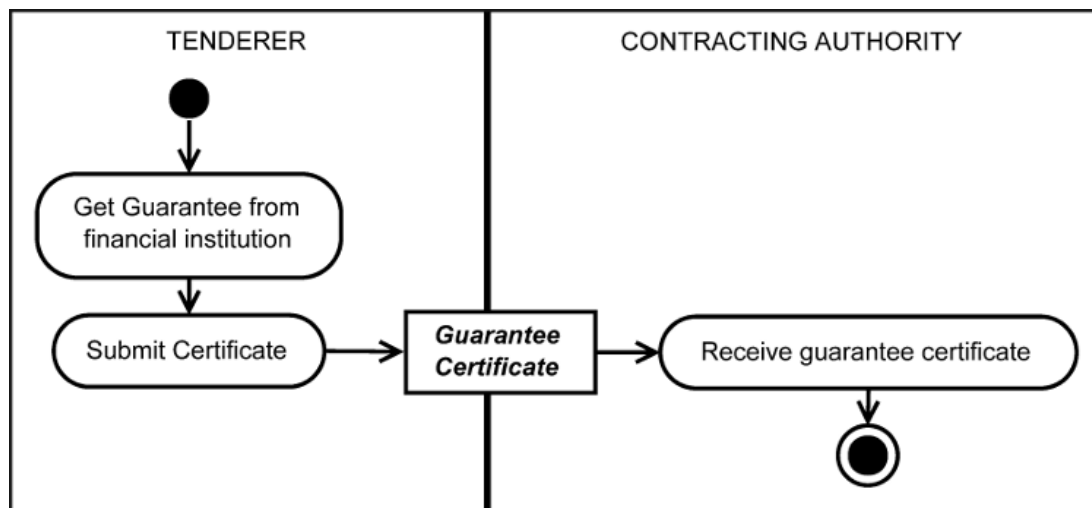 TENDERER
CONTRACTING AUTHORITY
Get Guarantee from
financial institution
Submit Certificate
Guarantee
Certificate
Receive guarantee certificate